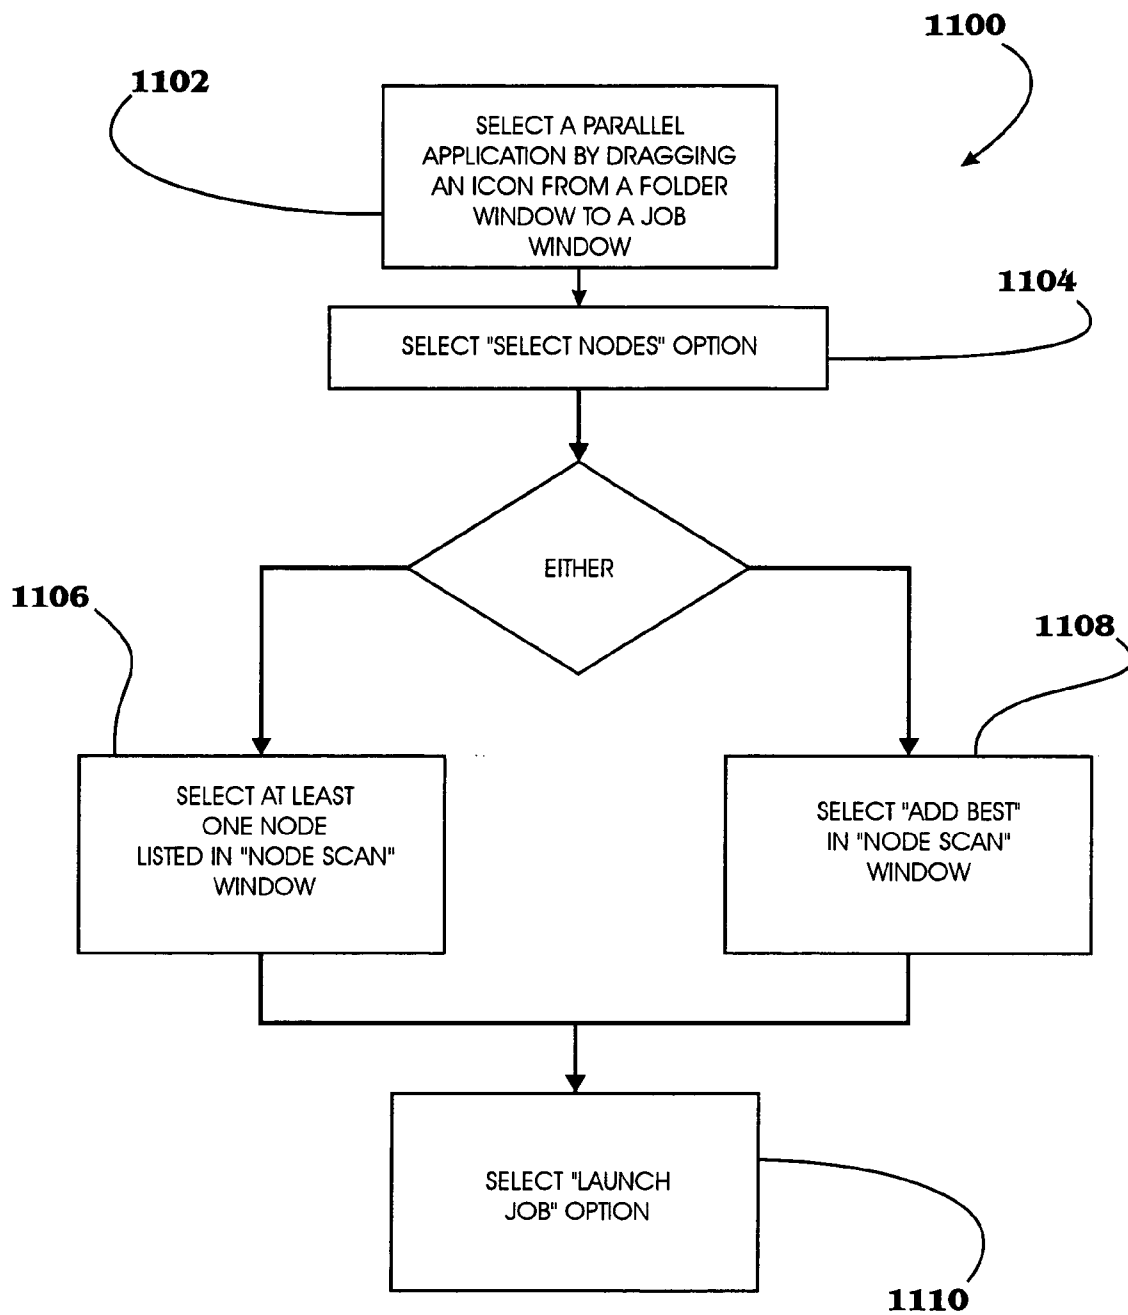 1100
1102
SELECT A PARALLEL
APPLICATION BY DRAGGING
AN ICON FROM A FOLDER
WINDOW TO A JOB
WINDOW
1104
SELECT "SELECT NODES" OPTION
EITHER
1106
1108
SELECT AT LEAST
ONE NODE
LISTED IN "NODE SCAN"
WINDOW
SELECT "ADD BEST"
IN "NODE SCAN"
WINDOW
SELECT "LAUNCH
JOB" OPTION
1110